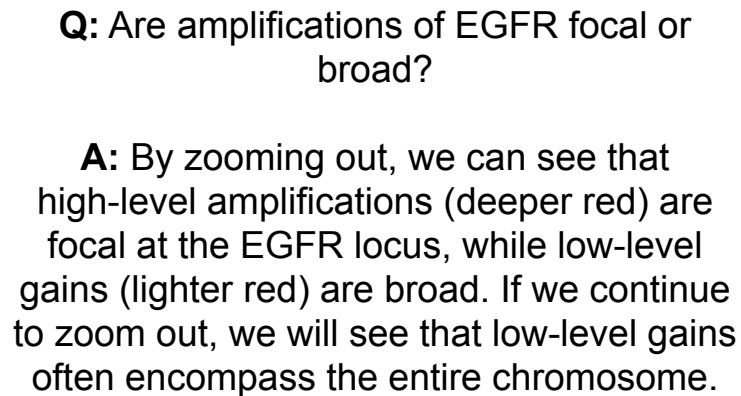 Q: Are amplifications of EGFR focal or
broad?
A: By zooming out, we can see that
high-level amplifications (deeper red) are
focal at the EGFR locus, while low-level
gains (lighter red) are broad. If we continue
to zoom out, we will see that low-level gains
often encompass the entire chromosome.